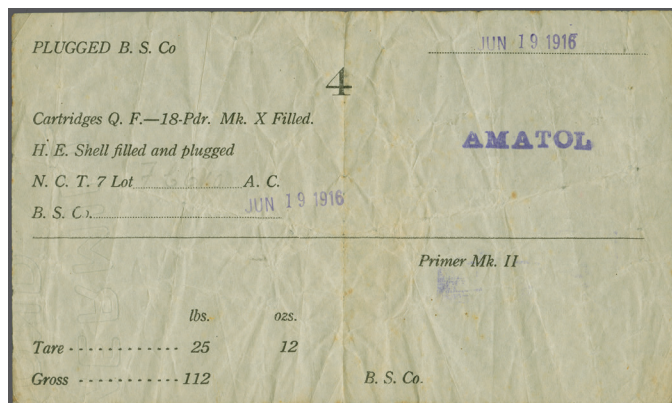 PLUGGED B. S. Co
JUN 19 1916
4
Cartridges Q. F.—18-Pdr. Mk. X Filled.
H. E. Shell filled and plugged
AMATOL
N. C. T. 7 Lot A. C.
B. S. Co. JUN 19 1916
Primer Mk. II
lbs. ozs.
Tare - - - - - - - - - - - - 25 12
Gross - - - - - - - - - - - 112 B. S. Co.